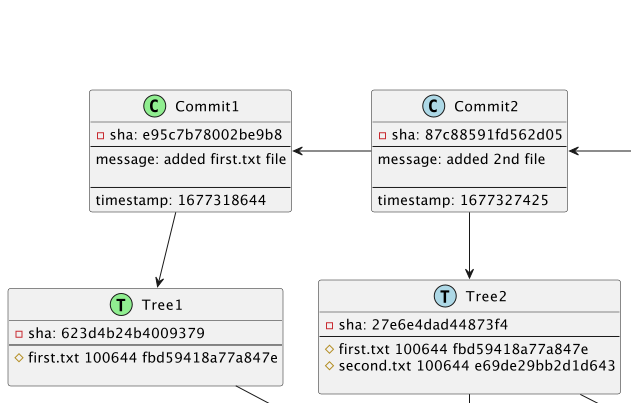 C Commit1
sha: e95c7b78002be9b8
message: added first.txt file
timestamp: 1677318644
C Commit2
sha: 87c88591fd562d05
message: added 2nd file
timestamp: 1677327425
T Tree1
sha: 623d4b24b4009379
first.txt 100644 fbd59418a77a847e
T Tree2
sha: 27e6e4dad44873f4
first.txt 100644 fbd59418a77a847e
second.txt 100644 e69de29bb2d1d643